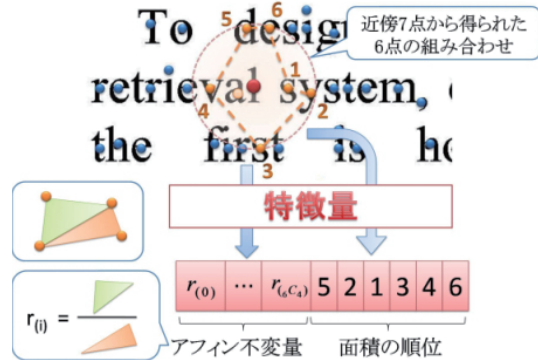 To desig
近傍7点から得られた
6点の組み合わせ
5 6
retrieval system,
4 1 2
3
the first is ho
特徴量
r(0) ... r(₆C₄) 5 2 1 3 4 6
r(i) =
アフィン不変量 面積の順位